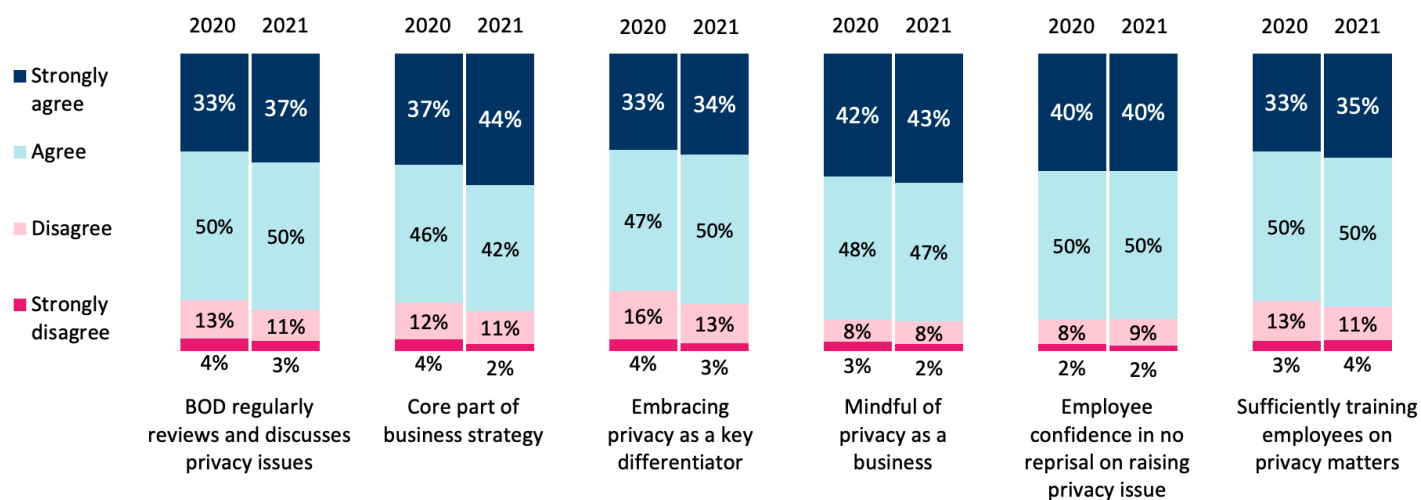 2020 2021 2020 2021 2020 2021 2020 2021 2020 2021 2020 2021
Strongly
agree
Agree
Disagree
Strongly
disagree
33% 37% 37% 44% 33% 34% 42% 43% 40% 40% 33% 35%
50% 50% 46% 42% 47% 50% 48% 47% 50% 50% 50% 50%
13% 11% 12% 11% 16% 13% 8% 8% 8% 9% 13% 11%
4% 3% 4% 2% 4% 3% 3% 2% 2% 2% 3% 4%
BOD regularly
reviews and discusses
privacy issues
Core part of
business strategy
Embracing
privacy as a key
differentiator
Mindful of
privacy as a
business
Employee
confidence in no
reprisal on raising
privacy issue
Sufficiently training
employees on
privacy matters